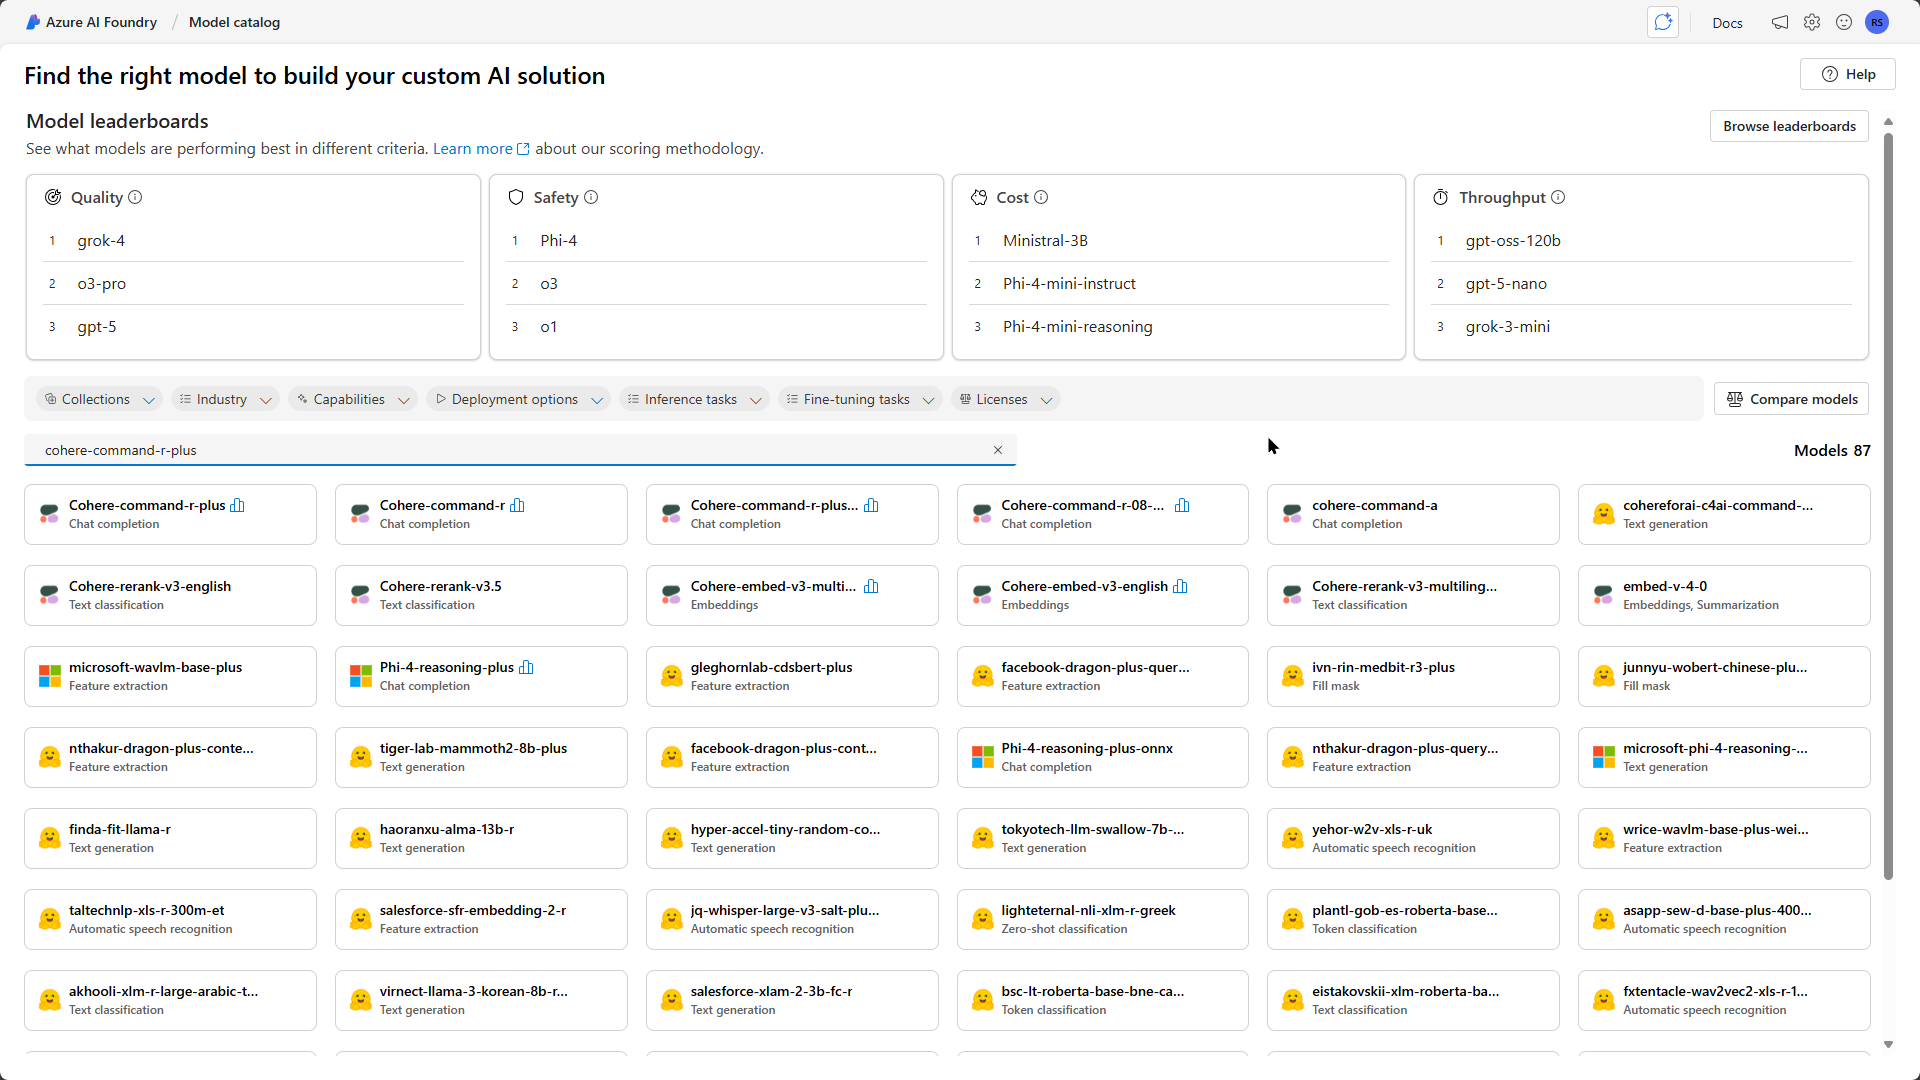 Azure AI Foundry / Model catalog
Docs
RS
Find the right model to build your custom AI solution
Help
Model leaderboards
Browse leaderboards
See what models are performing best in different criteria. Learn more about our scoring methodology.
Quality
1 grok-4
2 o3-pro
3 gpt-5
Safety
1 Phi-4
2 o3
3 o1
Cost
1 Ministral-3B
2 Phi-4-mini-instruct
3 Phi-4-mini-reasoning
Throughput
1 gpt-oss-120b
2 gpt-5-nano
3 grok-3-mini
Collections Industry Capabilities Deployment options Inference tasks Fine-tuning tasks Licenses
Compare models
cohere-command-r-plus
Models 87
Cohere-command-r-plus
Chat completion
Cohere-command-r
Chat completion
Cohere-command-r-plus...
Chat completion
Cohere-command-r-08-...
Chat completion
cohere-command-a
Chat completion
cohereforai-c4ai-command-...
Text generation
Cohere-rerank-v3-english
Text classification
Cohere-rerank-v3.5
Text classification
Cohere-embed-v3-multi...
Embeddings
Cohere-embed-v3-english
Embeddings
Cohere-rerank-v3-multiling...
Text classification
embed-v-4-0
Embeddings, Summarization
microsoft-wavlm-base-plus
Feature extraction
Phi-4-reasoning-plus
Chat completion
gleghornlab-cdsbert-plus
Feature extraction
facebook-dragon-plus-quer...
Feature extraction
ivn-rin-medbit-r3-plus
Fill mask
junnyu-wobert-chinese-plu...
Fill mask
nthakur-dragon-plus-conte...
Feature extraction
tiger-lab-mammoth2-8b-plus
Text generation
facebook-dragon-plus-cont...
Feature extraction
Phi-4-reasoning-plus-onnx
Chat completion
nthakur-dragon-plus-query...
Feature extraction
microsoft-phi-4-reasoning-...
Text generation
finda-fit-llama-r
Text generation
haoranxu-alma-13b-r
Text generation
hyper-accel-tiny-random-co...
Text generation
tokyotech-llm-swallow-7b-...
Text generation
yehor-w2v-xls-r-uk
Automatic speech recognition
wrice-wavlm-base-plus-wei...
Feature extraction
taltechnlp-xls-r-300m-et
Automatic speech recognition
salesforce-sfr-embedding-2-r
Feature extraction
jq-whisper-large-v3-salt-plu...
Automatic speech recognition
lighteternal-nli-xlm-r-greek
Zero-shot classification
plantl-gob-es-roberta-base...
Token classification
asapp-sew-d-base-plus-400...
Automatic speech recognition
akhooli-xlm-r-large-arabic-t...
Text classification
virnect-llama-3-korean-8b-r...
Text generation
salesforce-xlam-2-3b-fc-r
Text generation
bsc-lt-roberta-base-bne-ca...
Token classification
eistakovskii-xlm-roberta-ba...
Text classification
fxtentacle-wav2vec2-xls-r-1...
Automatic speech recognition